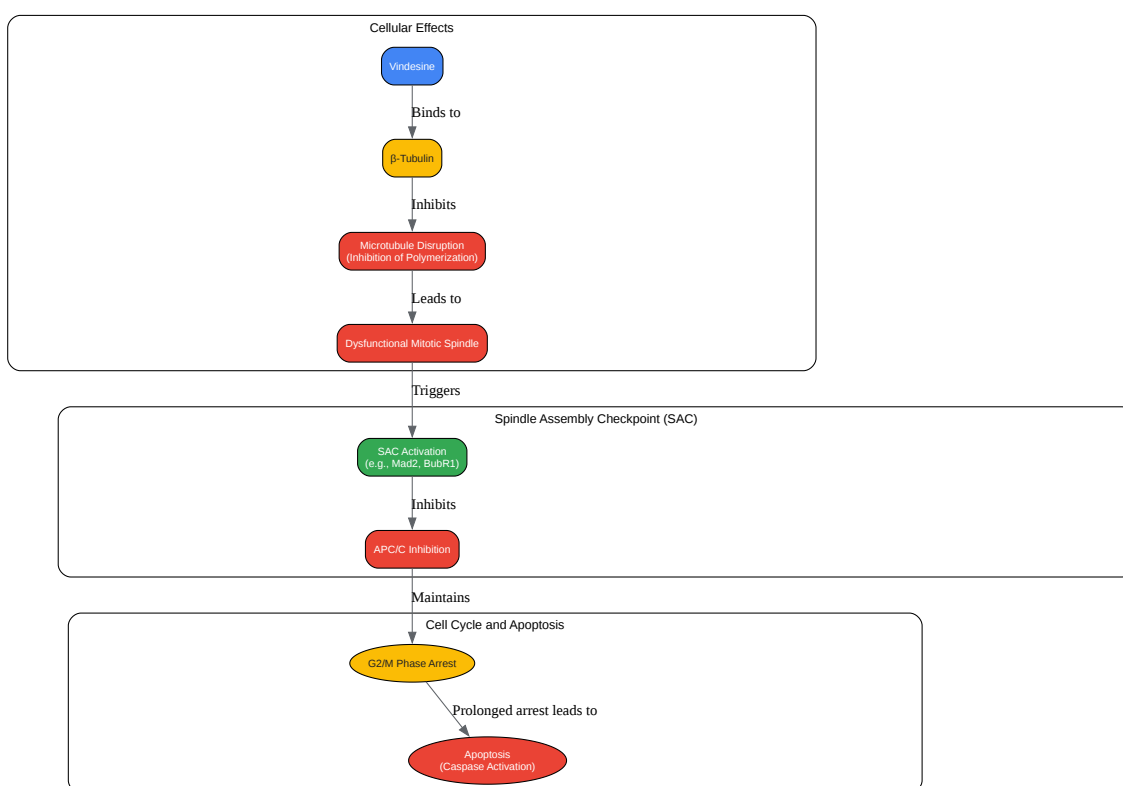 Cellular Effects
Vindesine
Binds to
β-Tubulin
Inhibits
Microtubule Disruption
(Inhibition of Polymerization)
Leads to
Dysfunctional Mitotic Spindle
Triggers
Spindle Assembly Checkpoint (SAC)
SAC Activation
(e.g., Mad2, BubR1)
Inhibits
APC/C Inhibition
Maintains
Cell Cycle and Apoptosis
G2/M Phase Arrest
Prolonged arrest leads to
Apoptosis
(Caspase Activation)